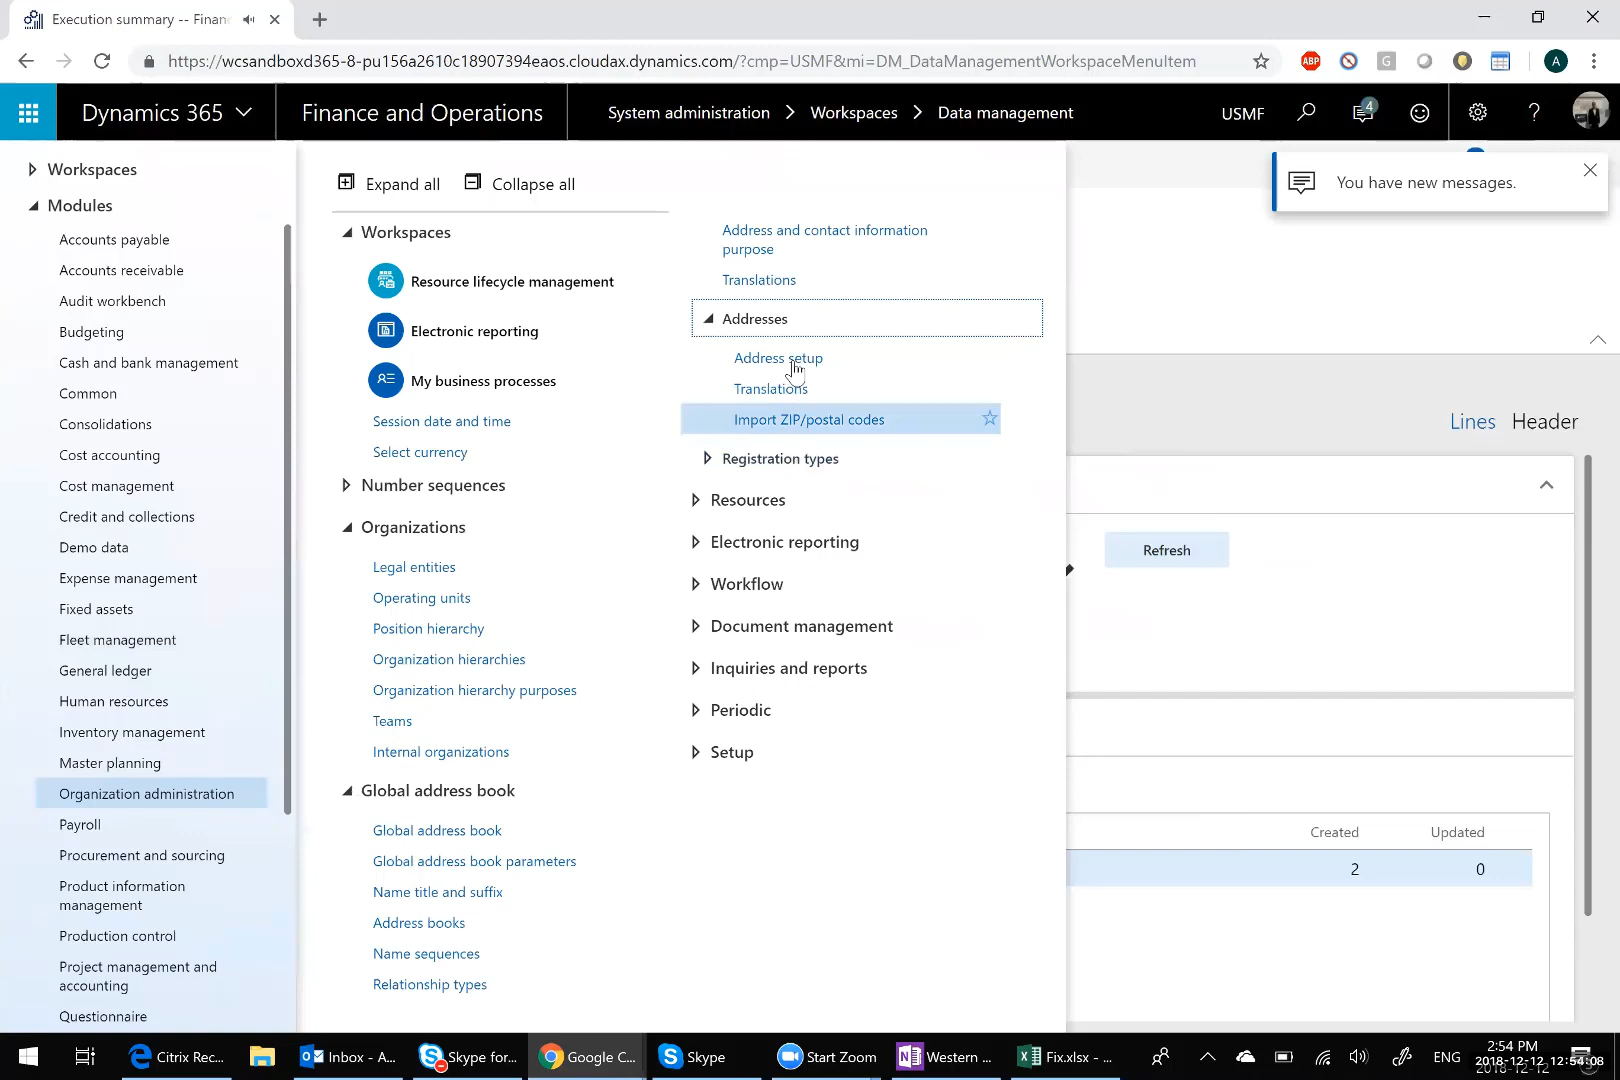 Execution summary -- Finan
https://wcsandboxd365-8-pu156a2610c18907394eaos.cloudax.dynamics.com/?cmp=USMF&mi=DM_DataManagementWorkspaceMenuItem
ABP
G
A
Dynamics 365
Finance and Operations
System administration
Workspaces
Data management
USMF
4
?
You have new messages.
Workspaces
Modules
Accounts payable
Accounts receivable
Audit workbench
Budgeting
Cash and bank management
Common
Consolidations
Cost accounting
Cost management
Credit and collections
Demo data
Expense management
Fixed assets
Fleet management
General ledger
Human resources
Inventory management
Master planning
Organization administration
Payroll
Procurement and sourcing
Product information
management
Production control
Project management and
accounting
Questionnaire
Expand all
Collapse all
Workspaces
Resource lifecycle management
Electronic reporting
My business processes
Session date and time
Select currency
Number sequences
Organizations
Legal entities
Operating units
Position hierarchy
Organization hierarchies
Organization hierarchy purposes
Teams
Internal organizations
Global address book
Global address book
Global address book parameters
Name title and suffix
Address books
Name sequences
Relationship types
Address and contact information
purpose
Translations
Addresses
Address setup
Translations
Import ZIP/postal codes
Registration types
Resources
Electronic reporting
Workflow
Document management
Inquiries and reports
Periodic
Setup
Lines
Header
Refresh
Created
Updated
2
0
Citrix Rec...
Inbox - A...
Skype for...
Google C...
Skype
Start Zoom
Western ...
Fix.xlsx - ...
ENG
2:54 PM
2018-12-12, 12:54:08
2018-12-12